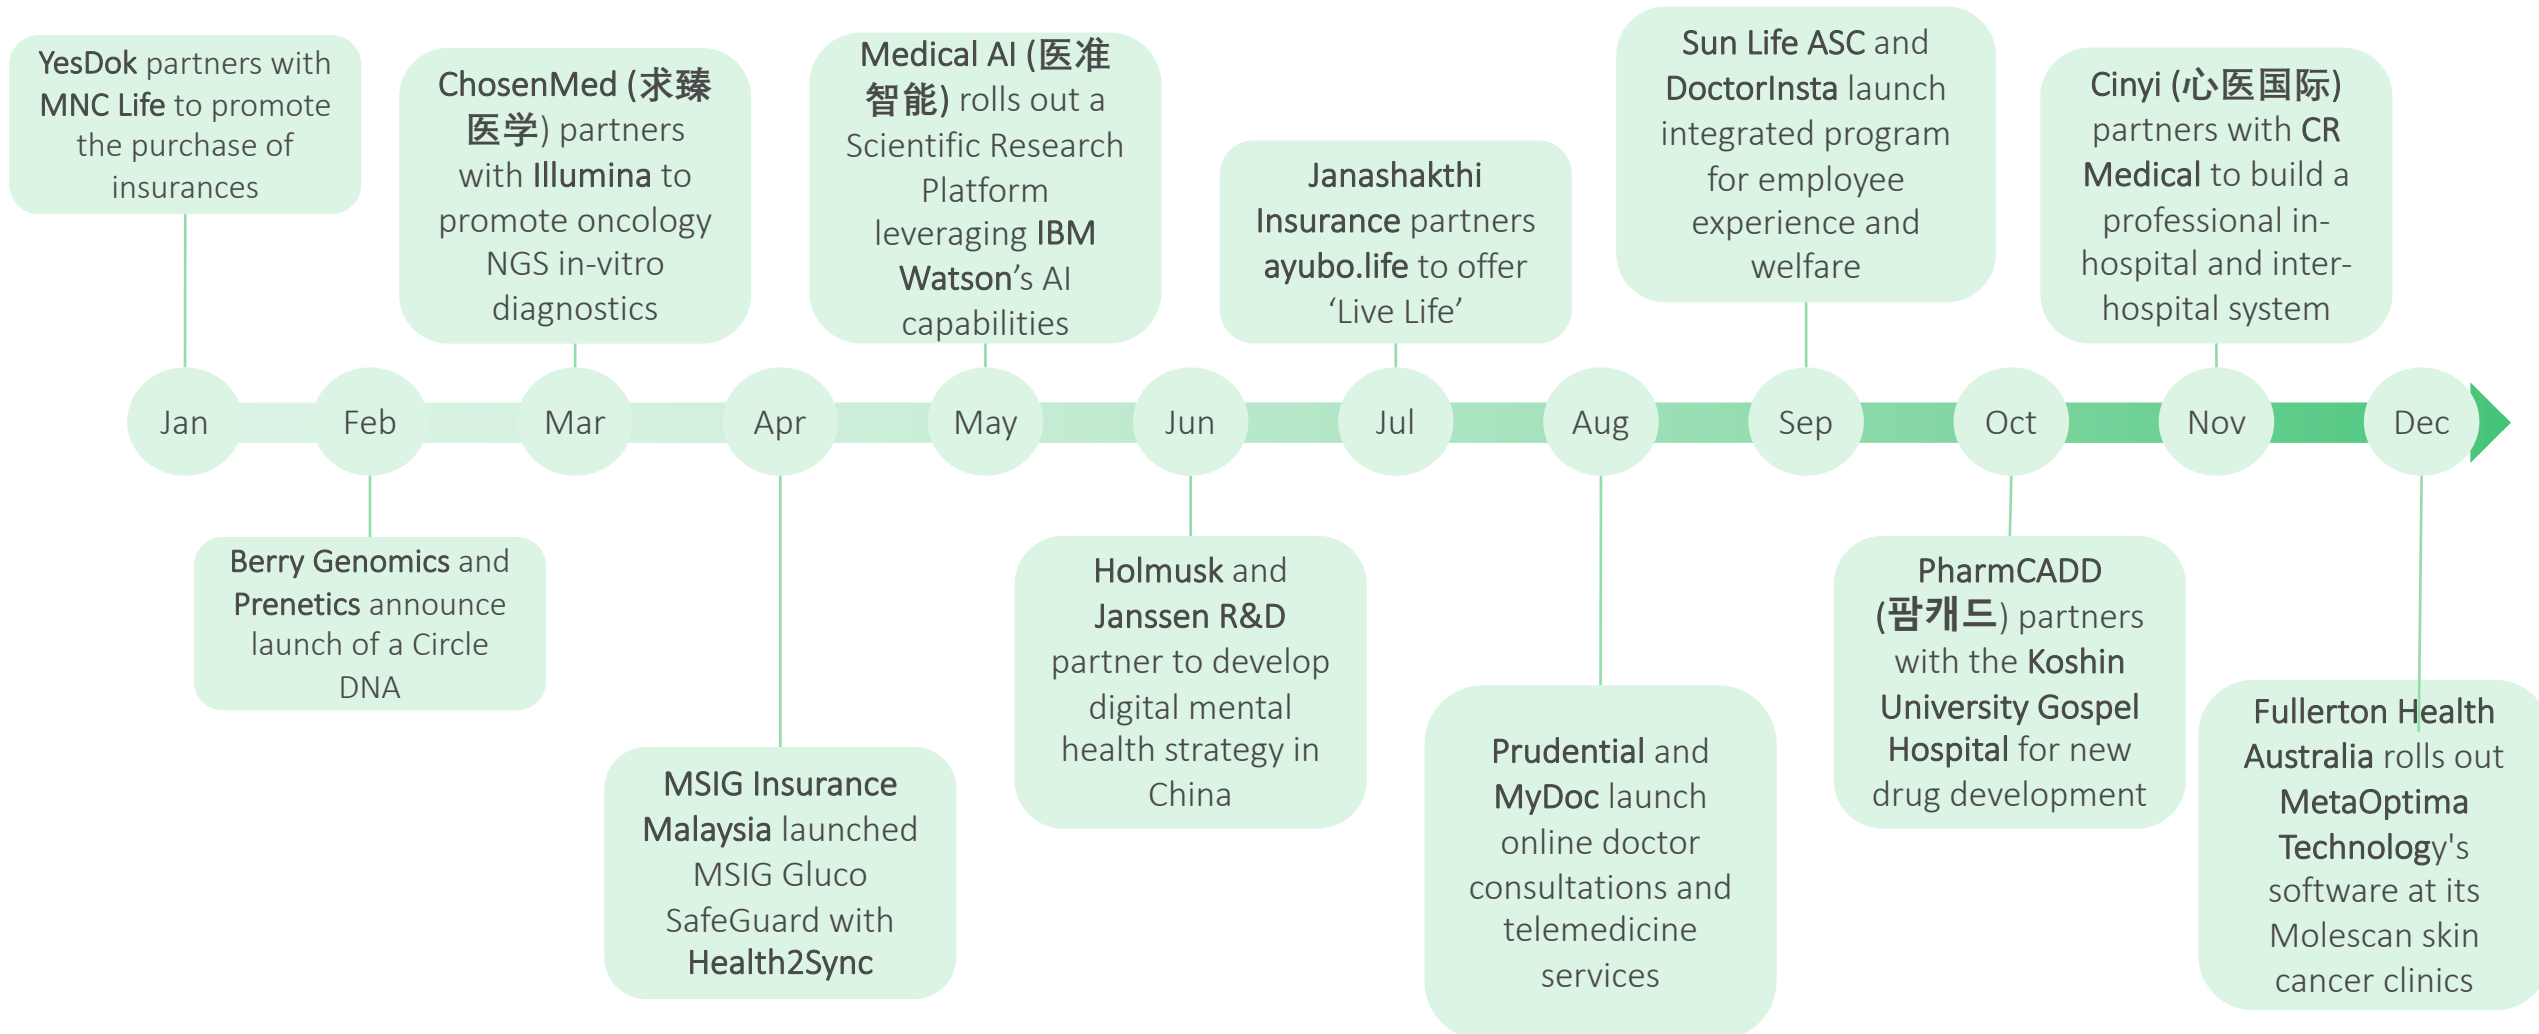 YesDok partners with
MNC Life to promote
the purchase of
insurances
ChosenMed (求臻
医学) partners
with Illumina to
promote oncology
NGS in-vitro
diagnostics
Medical AI (医准
智能) rolls out a
Scientific Research
Platform
leveraging IBM
Watson’s AI
capabilities
Janashakthi
Insurance partners
ayubo.life to offer
‘Live Life’
Sun Life ASC and
DoctorInsta launch
integrated program
for employee
experience and
welfare
Cinyi (心医国际)
partners with CR
Medical to build a
professional in-
hospital and inter-
hospital system
Jan
Feb
Mar
Apr
May
Jun
Jul
Aug
Sep
Oct
Nov
Dec
Berry Genomics and
Prenetics announce
launch of a Circle
DNA
MSIG Insurance
Malaysia launched
MSIG Gluco
SafeGuard with
Health2Sync
Holmusk and
Janssen R&D
partner to develop
digital mental
health strategy in
China
Prudential and
MyDoc launch
online doctor
consultations and
telemedicine
services
PharmCADD
(팜캐드) partners
with the Koshin
University Gospel
Hospital for new
drug development
Fullerton Health
Australia rolls out
MetaOptima
Technology's
software at its
Molescan skin
cancer clinics